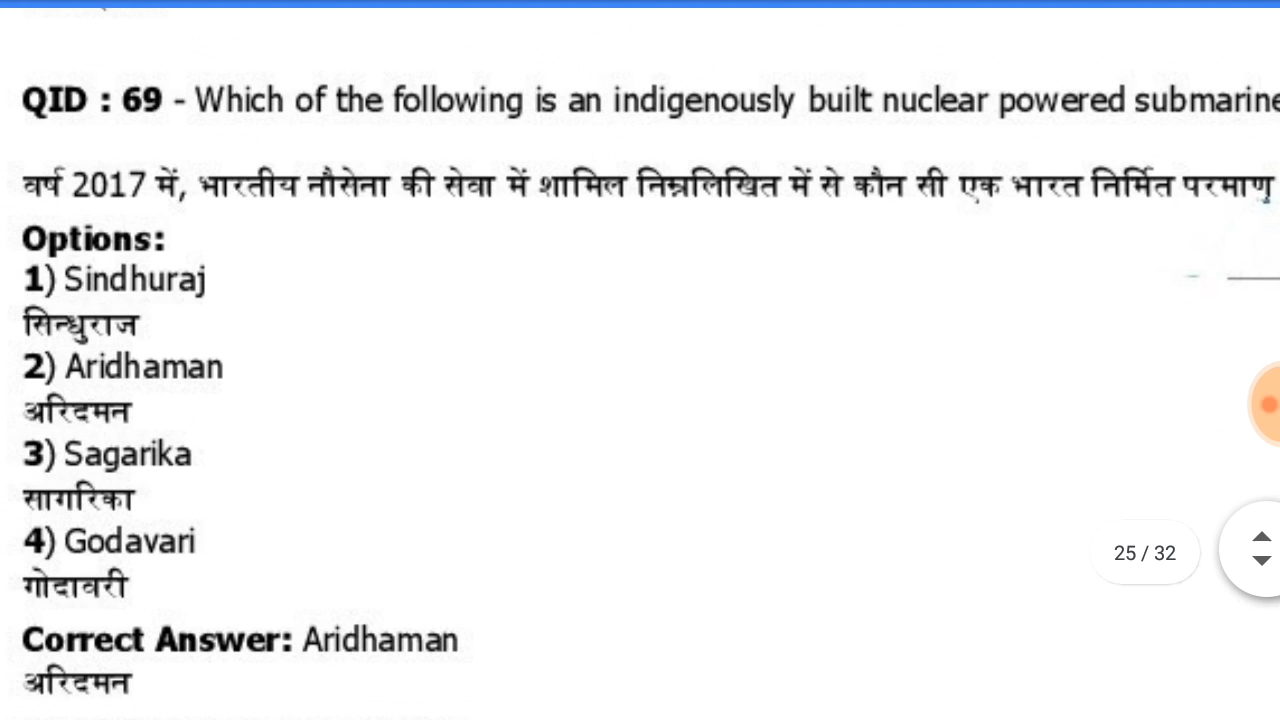 QID : 69 - Which of the following is an indigenously built nuclear powered submarine
वर्ष 2017 में, भारतीय नौसेना की सेवा में शामिल निम्नलिखित में से कौन सी एक भारत निर्मित परमाणु
Options:
1) Sindhuraj
सिन्धुराज
2) Aridhaman
अरिदमन
3) Sagarika
सागरिका
4) Godavari
गोदावरी
25 / 32
Correct Answer: Aridhaman
अरिदमन